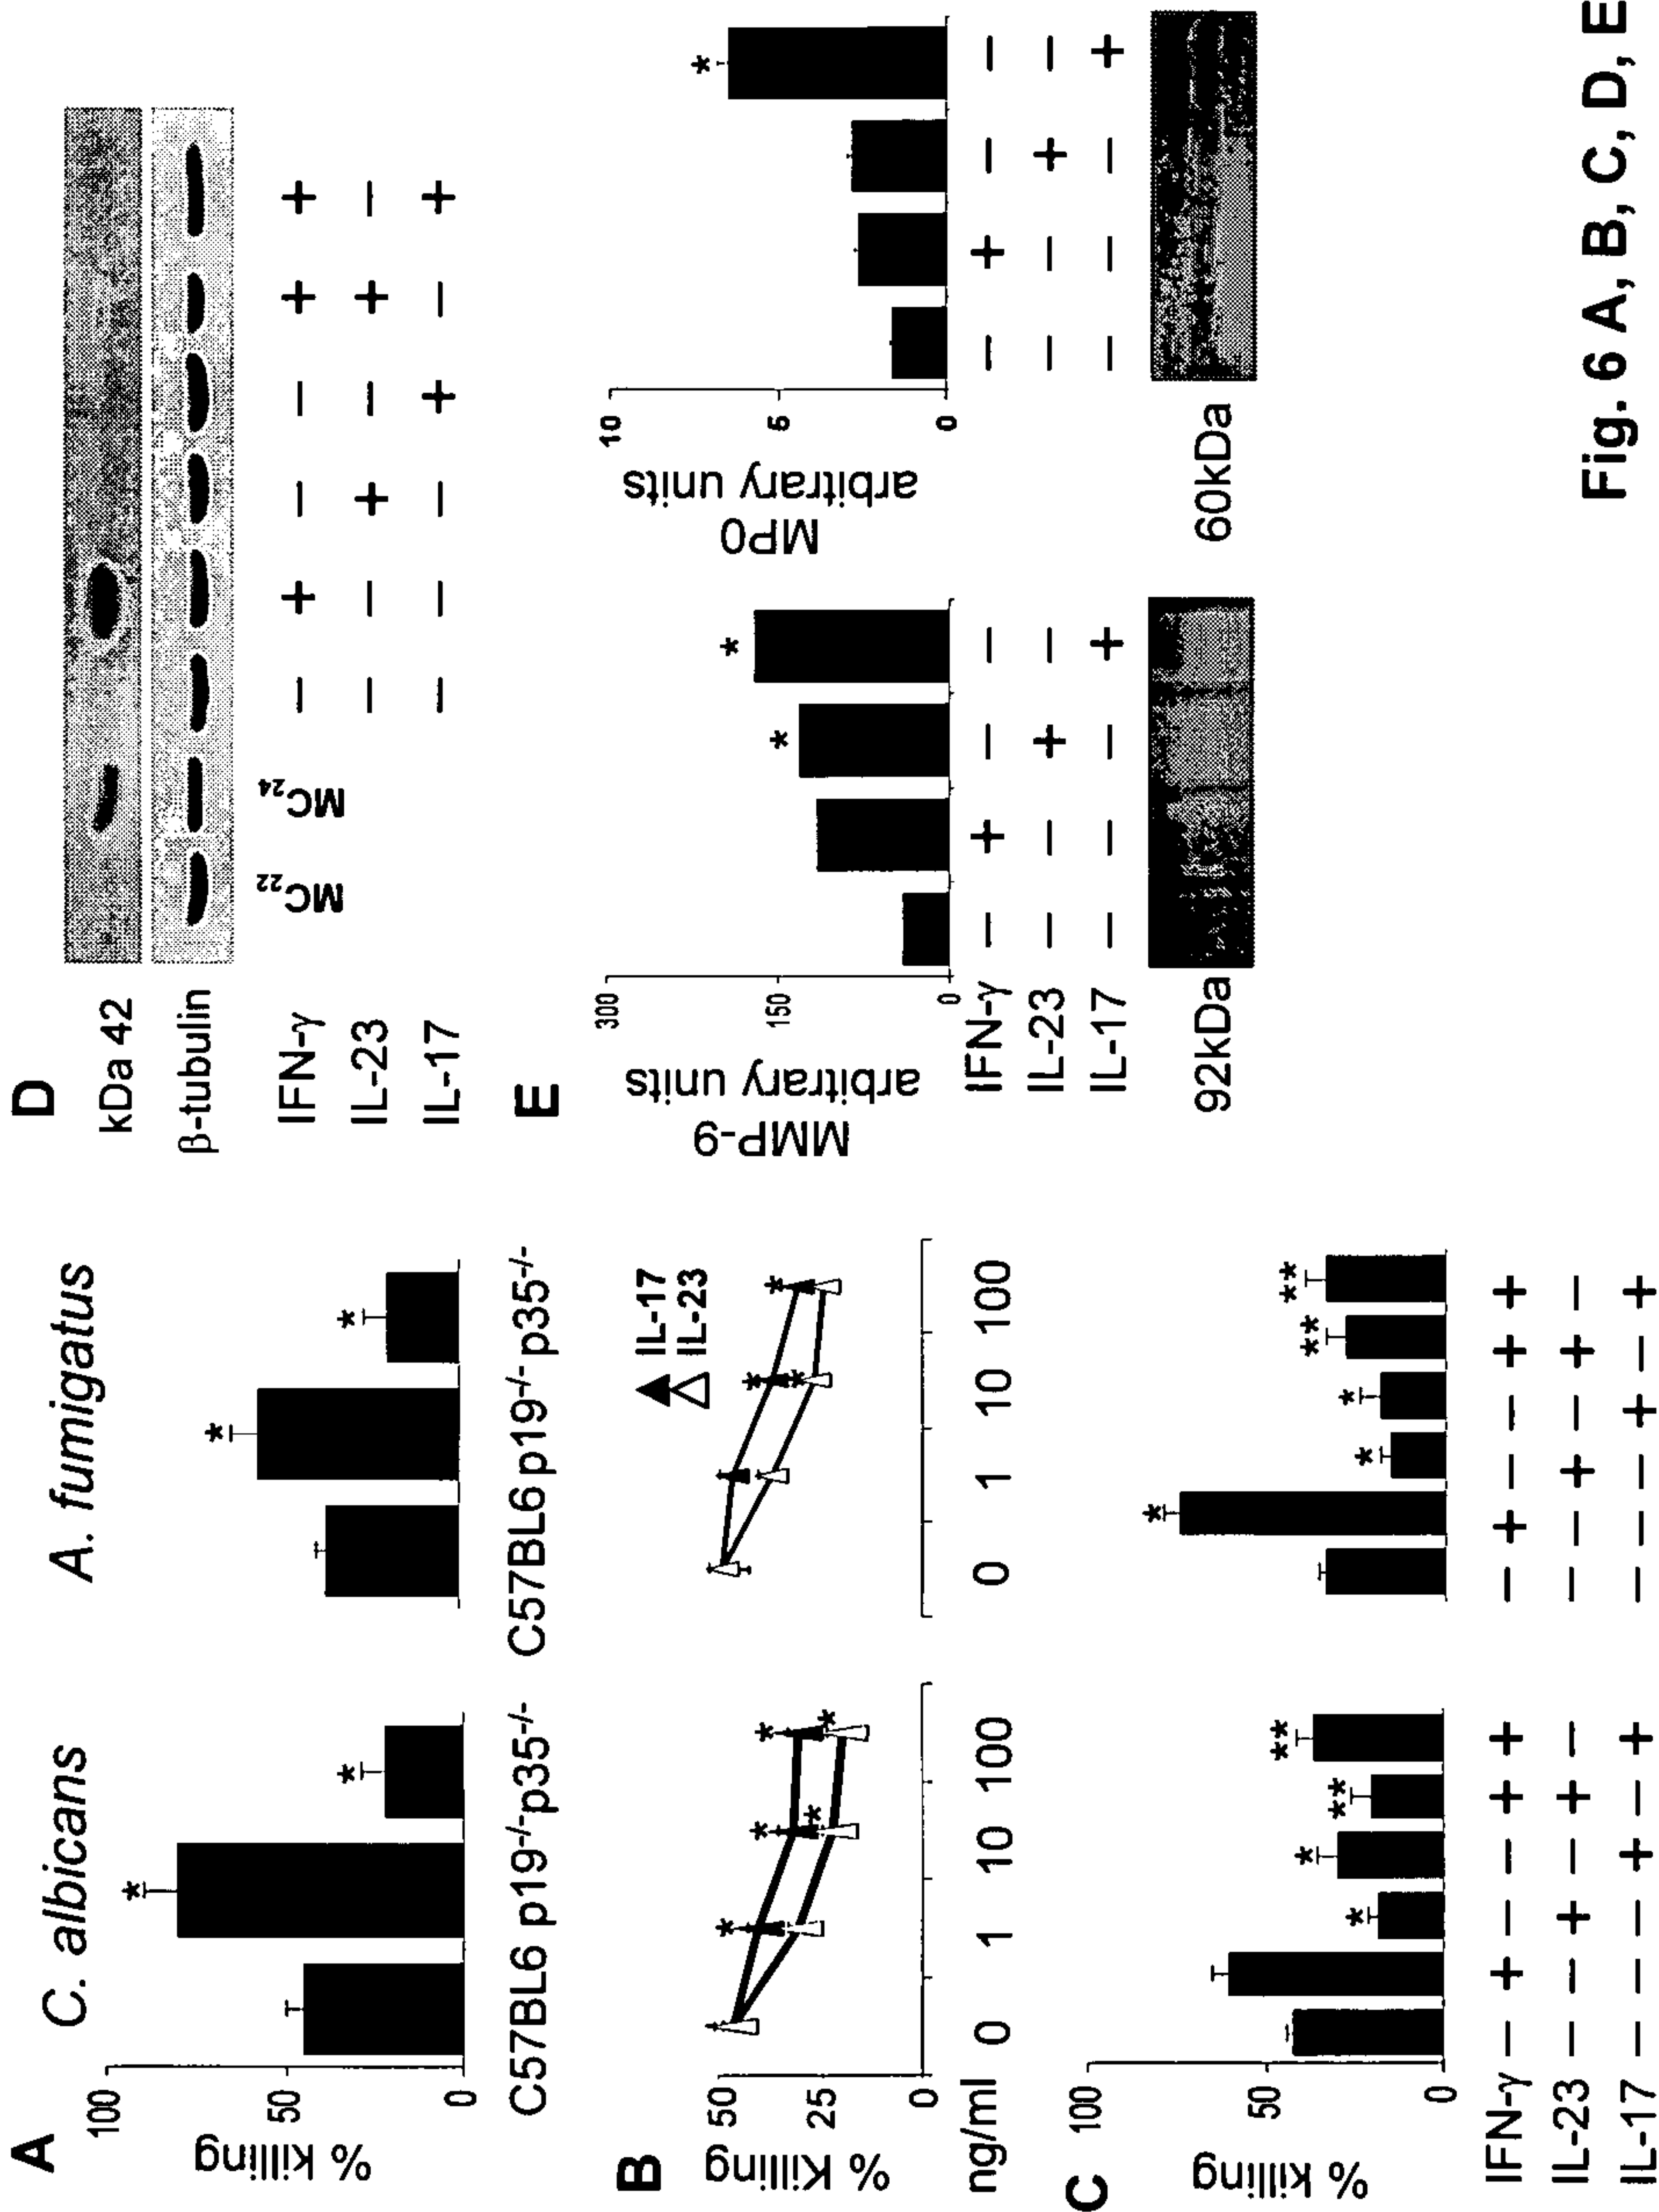 A
C. albicans
A. fumigatus
100
50
0
% killing
* *
* *
C57BL6 p19-/-p35-/-
C57BL6 p19-/-p35-/-
B
50
25
0
% Killing
* * * * *
* * *
IL-17
IL-23
ng/ml 0 1 10 100
0 1 10 100
C
100
50
0
% killing
* * ** **
* * * ** **
IFN-γ − + − − + +
− + − − + +
IL-23 − − + − + −
− − + − + −
IL-17 − − − + − +
− − − + − +
D
kDa 42
β-tubulin
MC22 MC24
IFN-γ − + − − + +
IL-23 − − + − + −
IL-17 − − − + − +
E
MMP-9
arbitrary units
300
150
0
* *
MPO
arbitrary units
10
5
0
*
IFN-γ − + − −
− + − −
IL-23 − − + −
− − + −
IL-17 − − − +
− − − +
92kDa
60kDa
Fig. 6 A, B, C, D, E